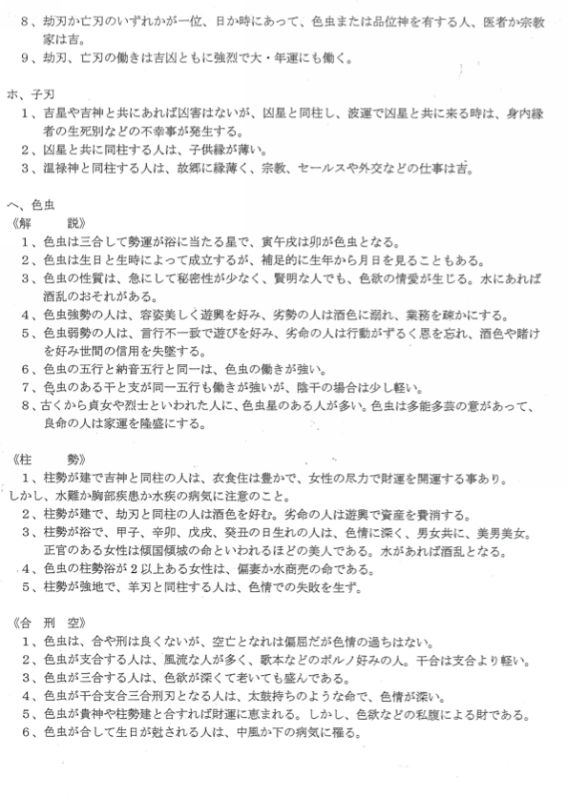 ８、劫刃か亡刃のいずれかが一位、日か時にあって、色虫または品位神を有する人、医者か宗教
家は吉。
９、劫刃、亡刃の働きは吉凶ともに強烈で大・年運にも働く。
ホ、子刃
１、吉星や吉神と共にあれば凶害はないが、凶星と同柱し、波運で凶星と共に来る時は、身内縁
者の生死別などの不幸事が発生する。
２、凶星と共に同柱する人は、子供縁が薄い。
３、温禄神と同柱する人は、故郷に縁薄く、宗教、セールスや外交などの仕事は吉。
ヘ、色虫
《解　　説》
１、色虫は三合して勢運が浴に当たる星で、寅午戌は卯が色虫となる。
２、色虫は生日と生時によって成立するが、補足的に生年から月日を見ることもある。
３、色虫の性質は、急にして秘密性が少なく、賢明な人でも、色欲の情愛が生じる。水にあれば
酒乱のおそれがある。
４、色虫強勢の人は、容姿美しく遊興を好み、劣勢の人は酒色に溺れ、業務を疎かにする。
５、色虫弱勢の人は、言行不一致で遊びを好み、劣命の人は行動がずるく恩を忘れ、酒色や賭け
を好み世間の信用を失墜する。
６、色虫の五行と納音五行と同一は、色虫の働きが強い。
７、色虫のある干と支が同一五行も働きが強いが、陰干の場合は少し軽い。
８、古くから貞女や烈士といわれた人に、色虫星のある人が多い。色虫は多能多芸の意があって、
良命の人は家運を隆盛にする。
《柱　　勢》
１、柱勢が建で吉神と同柱の人は、衣食住は豊かで、女性の尽力で財運を開運する事あり。
しかし、水難か胸部疾患か水疾の病気に注意のこと。
２、柱勢が建で、劫刃と同柱の人は酒色を好む。劣命の人は遊興で資産を費消する。
３、柱勢が浴で、甲子、辛卯、戊戌、癸丑の日生れの人は、色情に深く、男女共に、美男美女。
正官のある女性は傾国傾城の命といわれるほどの美人である。水があれば酒乱となる。
４、色虫の柱勢浴が２以上ある女性は、偏妻か水商売の命である。
５、柱勢が強地で、羊刃と同柱する人は、色情での失敗を生ず。
《合　刑　空》
１、色虫は、合や刑は良くないが、空亡となれは偏屈だが色情の過ちはない。
２、色虫が支合する人は、風流な人が多く、歌本などのポルノ好みの人。干合は支合より軽い。
３、色虫が三合する人は、色欲が深くて老いても盛んである。
４、色虫が干合支合三合刑刃となる人は、太鼓持ちのような命で、色情が深い。
５、色虫が貴神や柱勢建と合すれば財運に恵まれる。しかし、色欲などの私腹による財である。
６、色虫が合して生日が尅される人は、中風か下の病気に罹る。